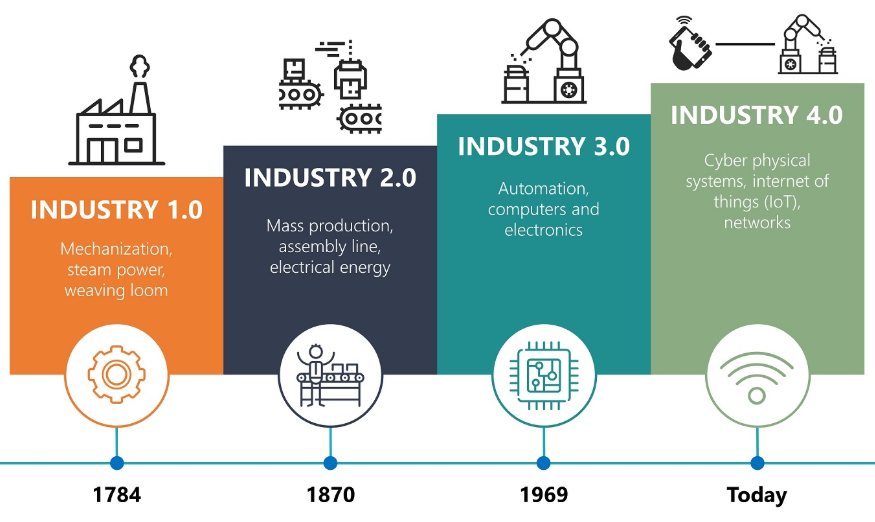 INDUSTRY 1.0
Mechanization,
steam power,
weaving loom
INDUSTRY 2.0
Mass production,
assembly line,
electrical energy
INDUSTRY 3.0
Automation,
computers and
electronics
INDUSTRY 4.0
Cyber physical
systems, internet of
things (IoT),
networks
1784
1870
1969
Today